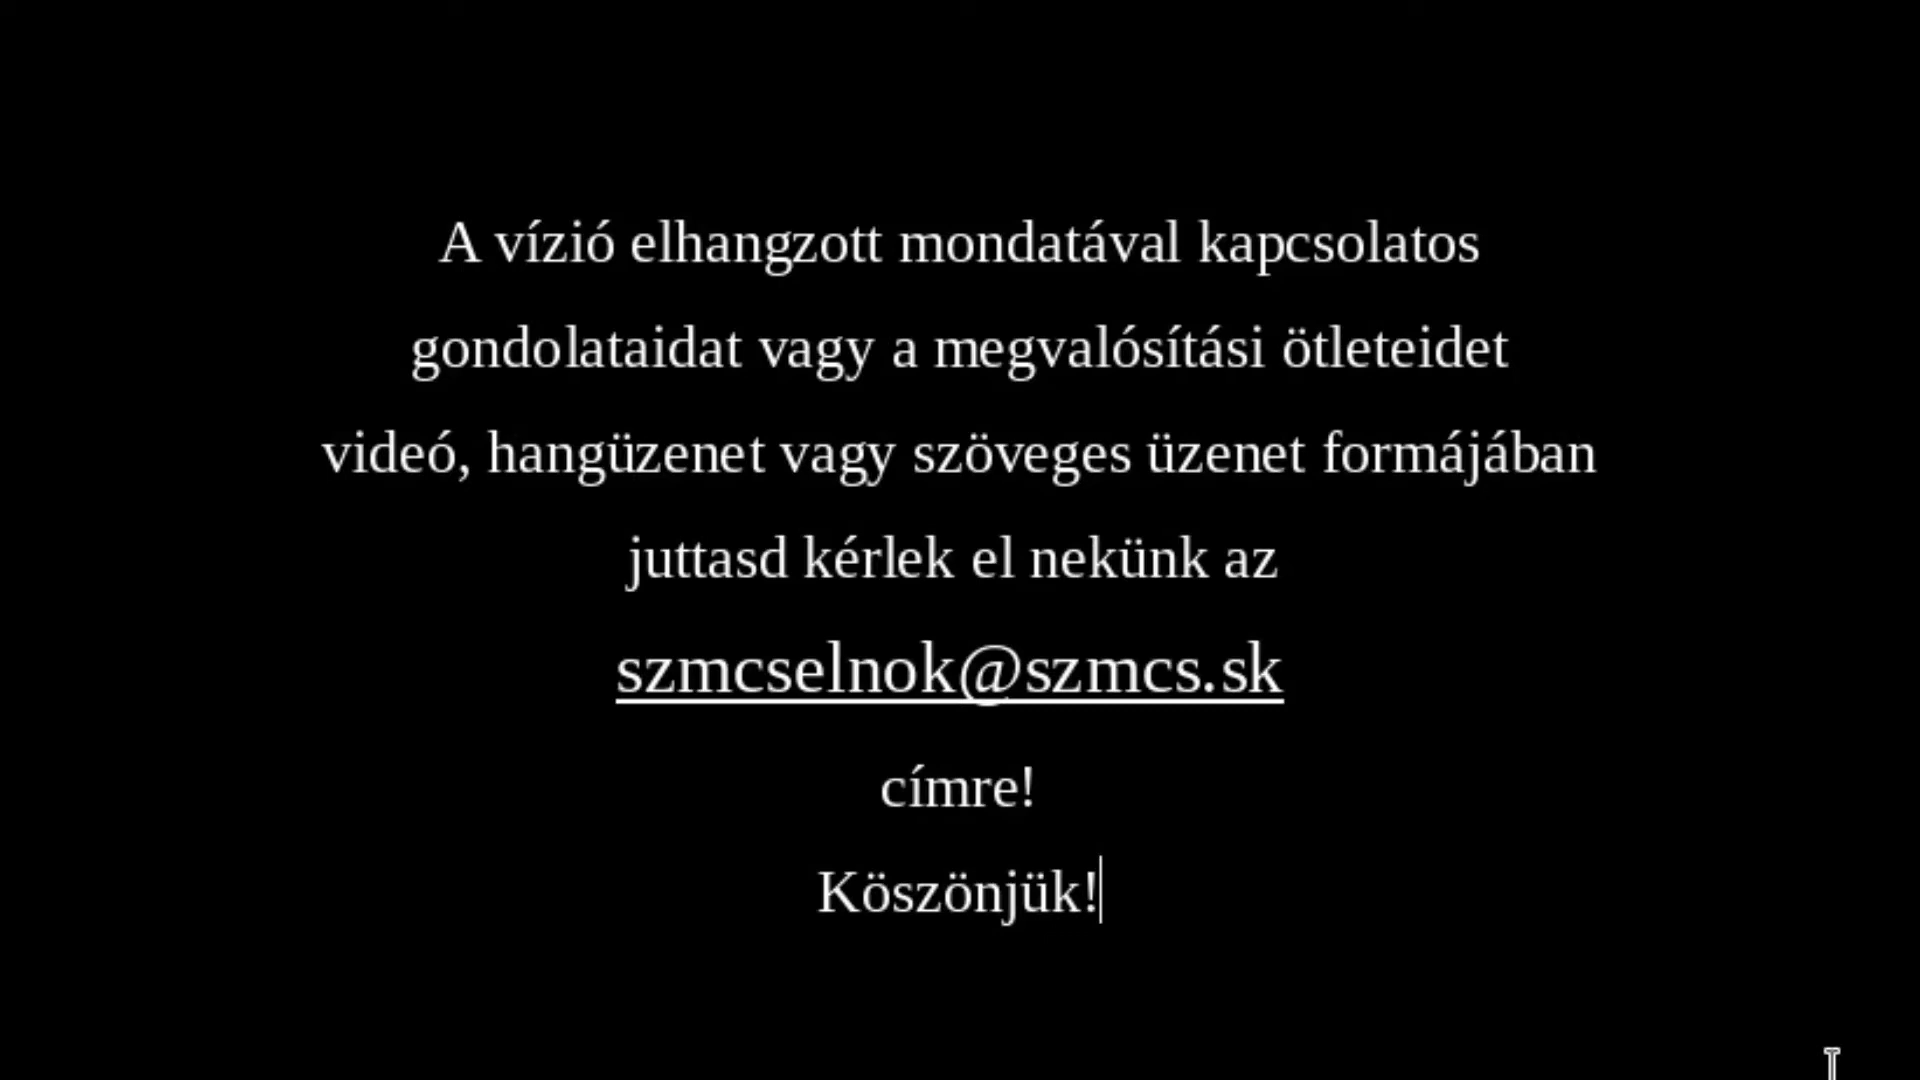 A vízió elhangzott mondatával kapcsolatos
gondolataidat vagy a megvalósítási ötleteidet
videó, hangüzenet vagy szöveges üzenet formájában
juttasd kérlek el nekünk az
szmcselnok@szmcs.sk
címre!
Köszönjük!